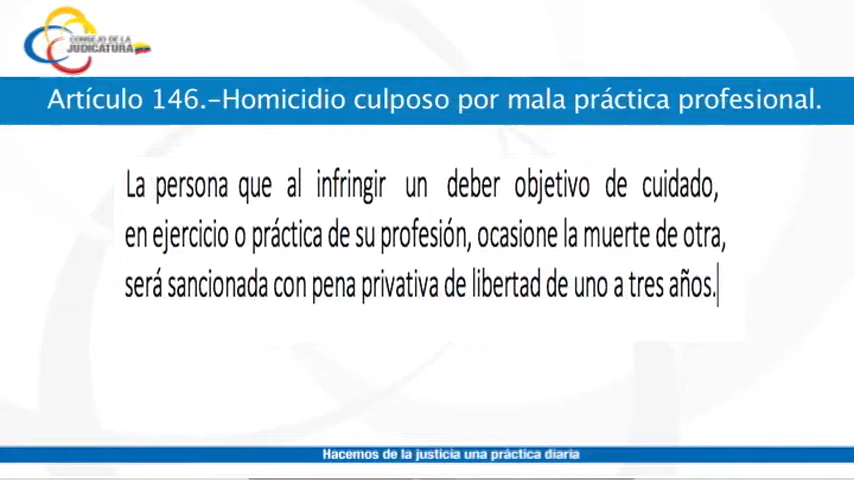 CONSEJO DE LA
JUDICATURA
Artículo 146.-Homicidio culposo por mala práctica profesional.
La persona que al infringir un deber objetivo de cuidado,
en ejercicio o práctica de su profesión, ocasione la muerte de otra,
será sancionada con pena privativa de libertad de uno a tres años.
Hacemos de la justicia una práctica diaria